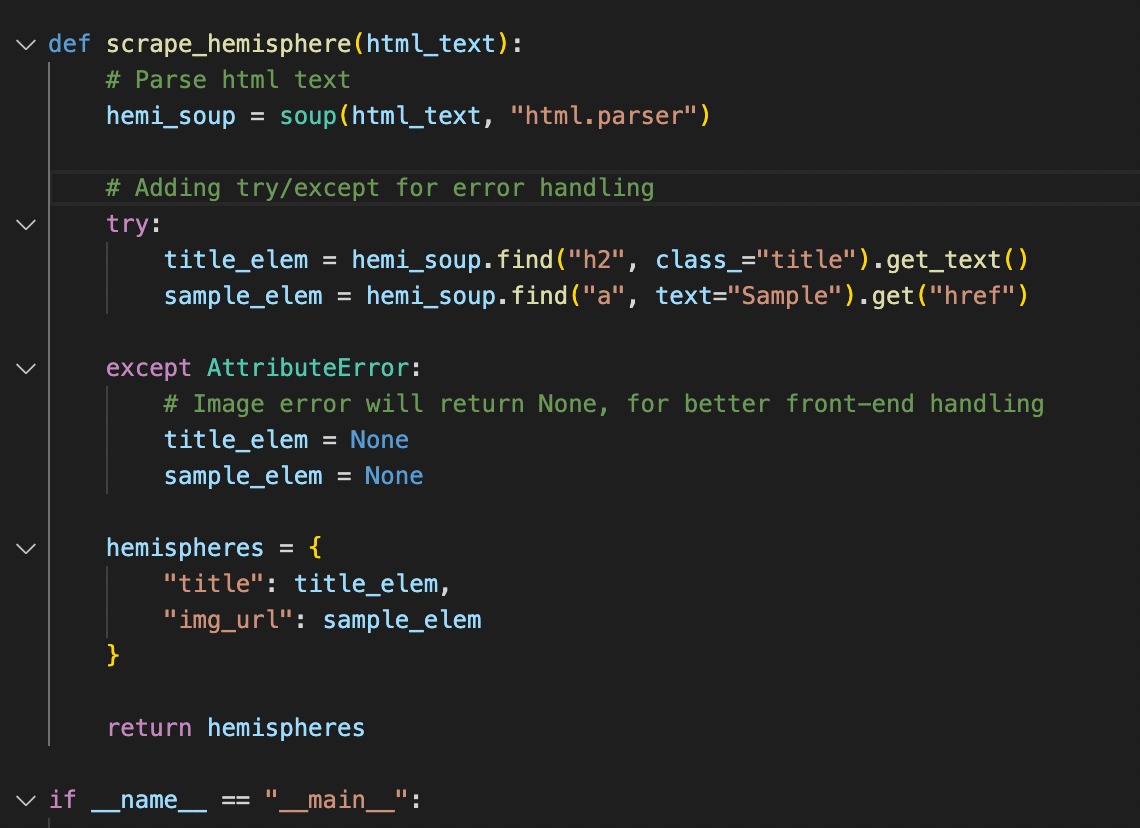 def scrape_hemisphere(html_text):
    # Parse html text
    hemi_soup = soup(html_text, "html.parser")

    # Adding try/except for error handling
    try:
        title_elem = hemi_soup.find("h2", class_="title").get_text()
        sample_elem = hemi_soup.find("a", text="Sample").get("href")

    except AttributeError:
        # Image error will return None, for better front-end handling
        title_elem = None
        sample_elem = None

    hemispheres = {
        "title": title_elem,
        "img_url": sample_elem
    }

    return hemispheres

if __name__ == "__main__":